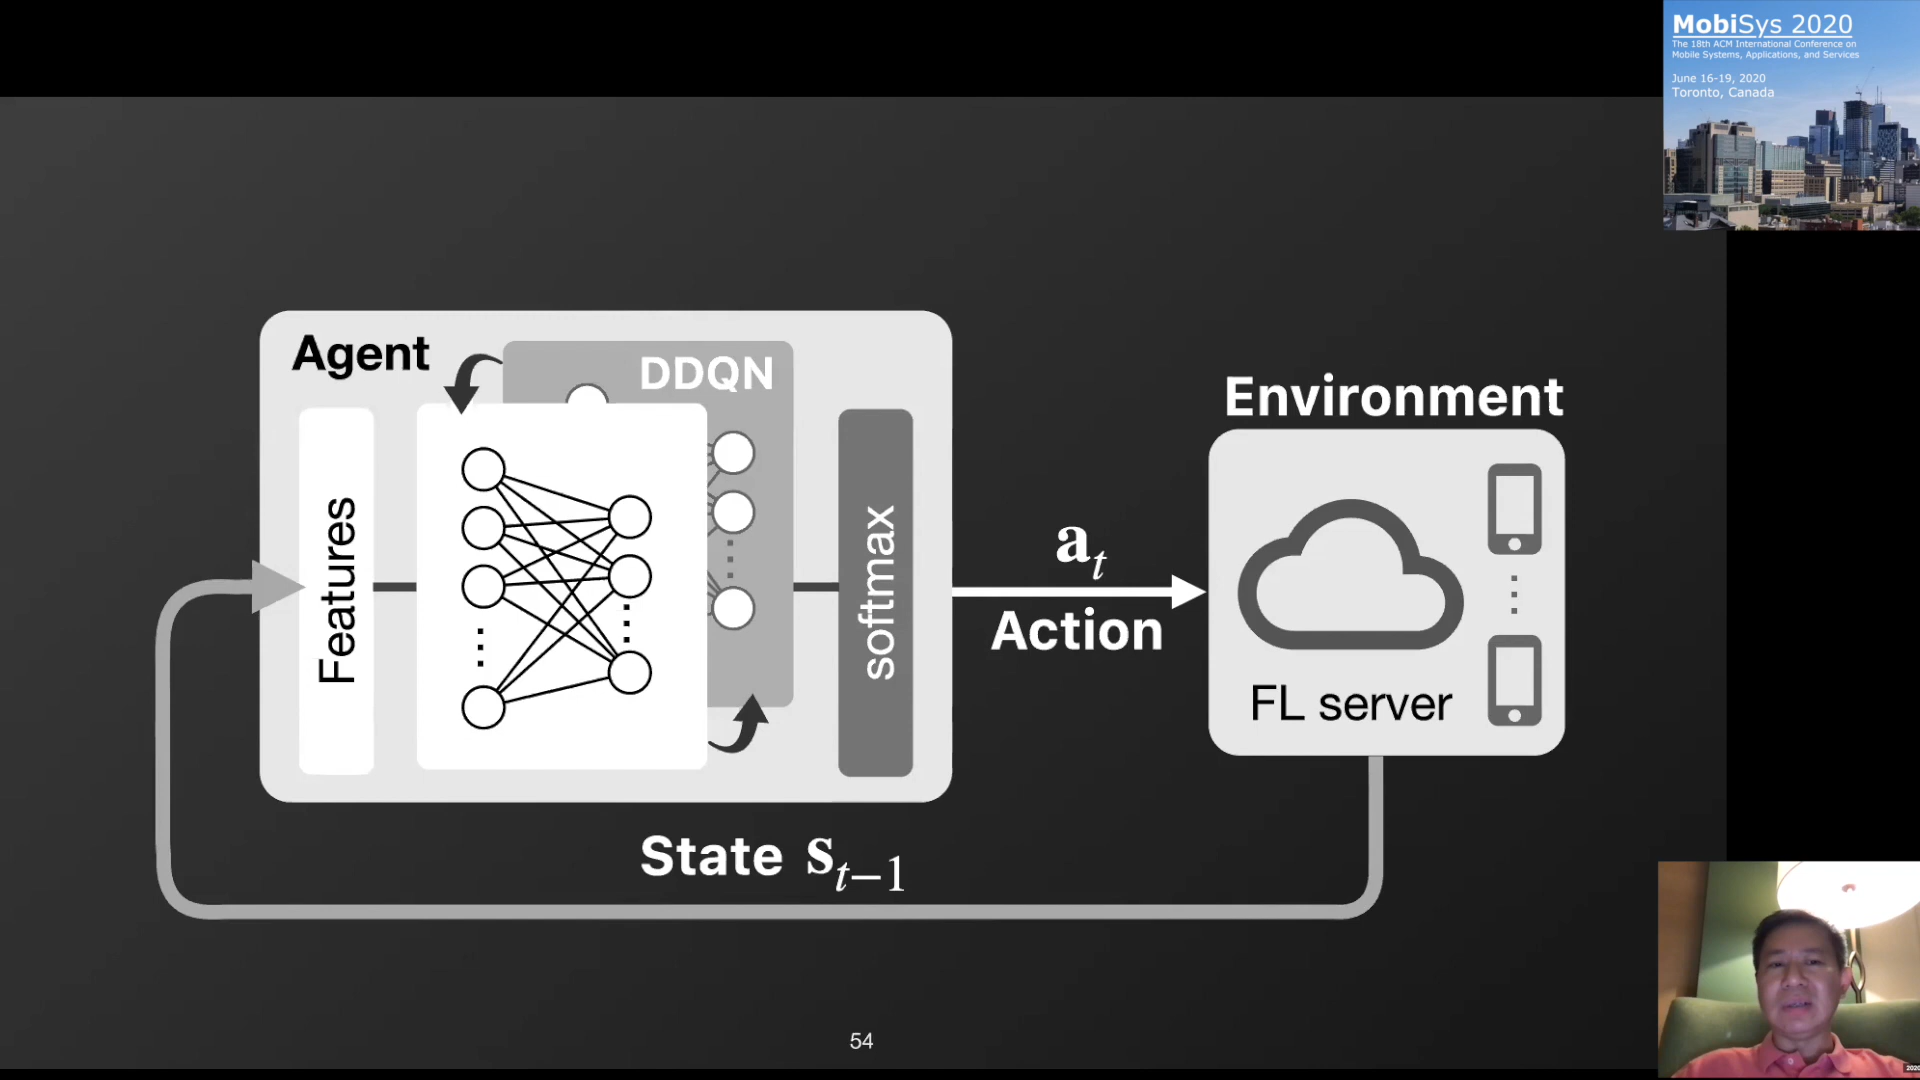 MobiSys 2020
The 18th ACM International Conference on
Mobile Systems, Applications, and Services
June 16-19, 2020
Toronto, Canada
Agent
DDQN
Features
softmax
a_t
Action
Environment
FL server
State s_{t−1}
54